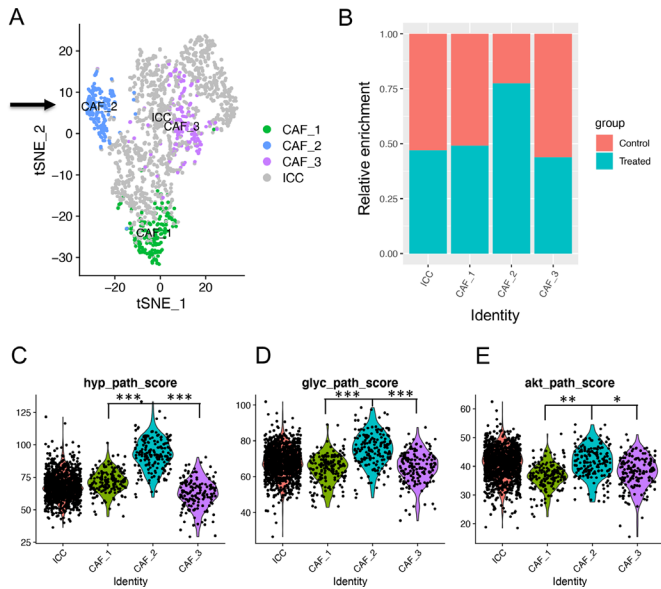 A
tSNE_2
20
10
0
−10
−20
−30
CAF_2
ICC
CAF_3
CAF_1
−20
0
20
tSNE_1
CAF_1
CAF_2
CAF_3
ICC
B
Relative enrichment
1.00
0.75
0.50
0.25
0.00
ICC
CAF_1
CAF_2
CAF_3
Identity
group
Control
Treated
C
hyp_path_score
*** ***
125
100
75
50
25
ICC
CAF_1
CAF_2
CAF_3
Identity
D
glyc_path_score
*** ***
100
80
60
40
ICC
CAF_1
CAF_2
CAF_3
Identity
E
akt_path_score
** *
60
50
40
30
20
ICC
CAF_1
CAF_2
CAF_3
Identity